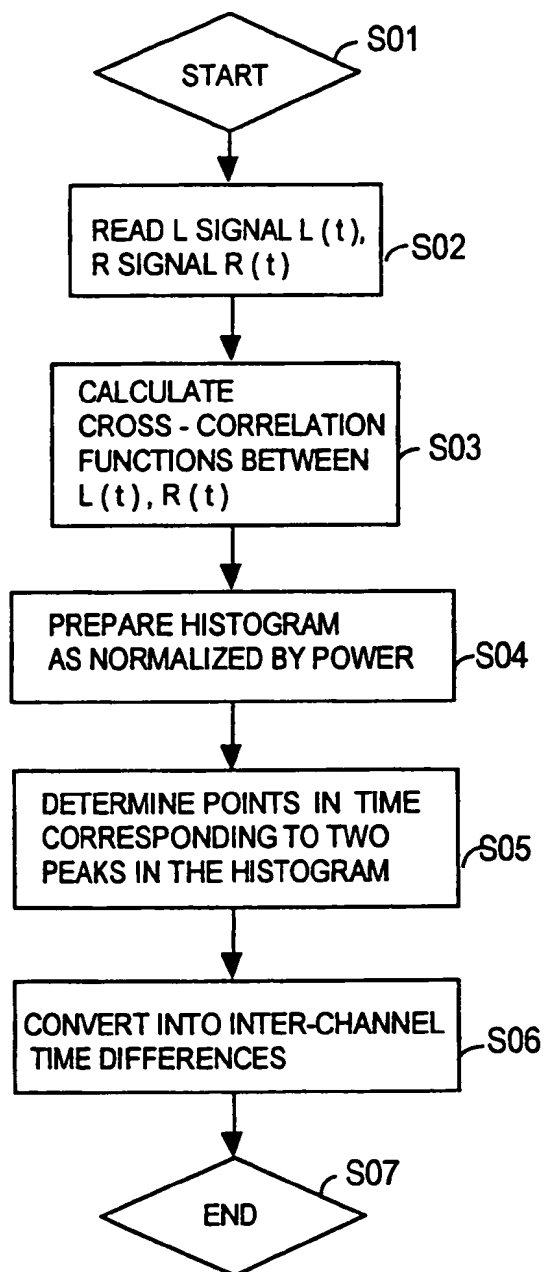 START
S01
READ L SIGNAL L ( t ),
R SIGNAL R ( t )
S02
CALCULATE
CROSS - CORRELATION
FUNCTIONS BETWEEN
L ( t ) , R ( t )
S03
PREPARE HISTOGRAM
AS NORMALIZED BY POWER
S04
DETERMINE POINTS IN TIME
CORRESPONDING TO TWO
PEAKS IN THE HISTOGRAM
S05
CONVERT INTO INTER-CHANNEL
TIME DIFFERENCES
S06
END
S07